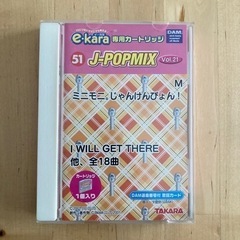 e-kara 専用カートリッジ
DAM
51 J-POPMIX Vol.21
M
ミニモニ。じゃんけんぴょん!
I WILL GET THERE
他、全18曲
カートリッジ
1個入り
TAKARA